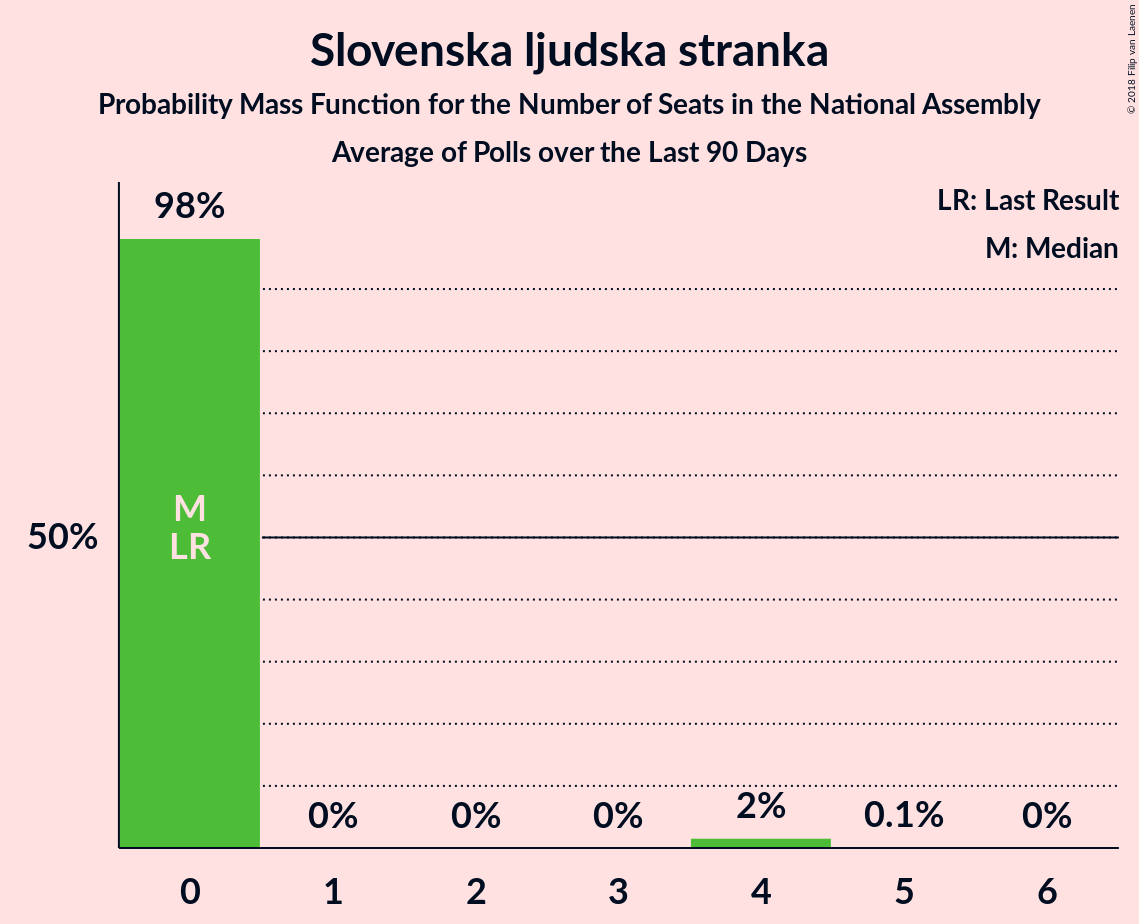 Slovenska ljudska stranka
Probability Mass Function for the Number of Seats in the National Assembly
Average of Polls over the Last 90 Days
© 2018 Filip van Laenen
LR: Last Result
M: Median
98%
M
LR
50%
0%
0%
0%
2%
0.1%
0%
0
1
2
3
4
5
6